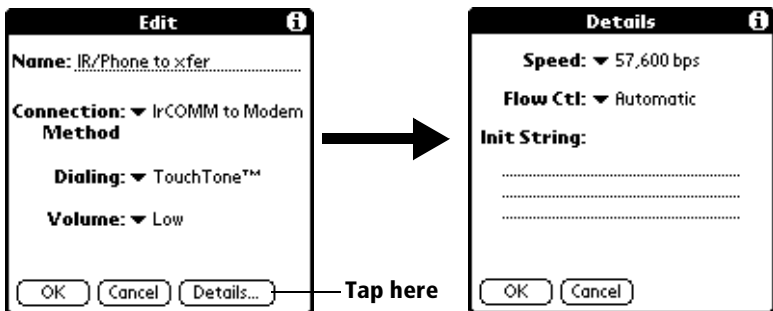 Edit
Name: IR/Phone to xfer
Connection: IrCOMM to Modem
Method
Dialing: TouchTone™
Volume: Low
OK Cancel Details...
Tap here
Details
Speed: 57,600 bps
Flow Ctl: Automatic
Init String:
OK Cancel